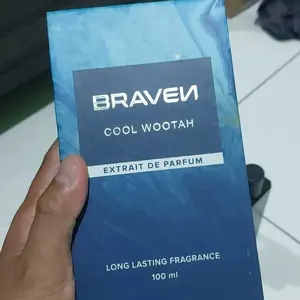 BRAVEN
COOL WOOTAH
EXTRAIT DE PARFUM
LONG LASTING FRAGRANCE
100 ml